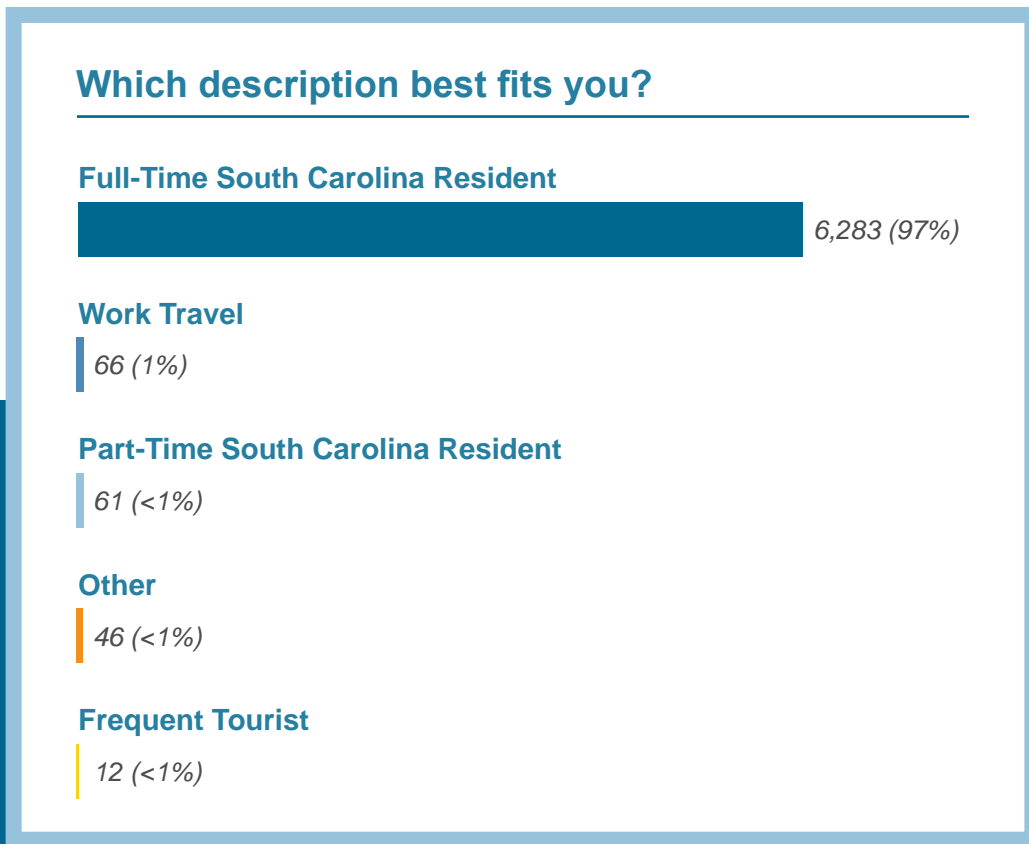 Which description best fits you?
Full-Time South Carolina Resident
6,283 (97%)
Work Travel
66 (1%)
Part-Time South Carolina Resident
61 (<1%)
Other
46 (<1%)
Frequent Tourist
12 (<1%)